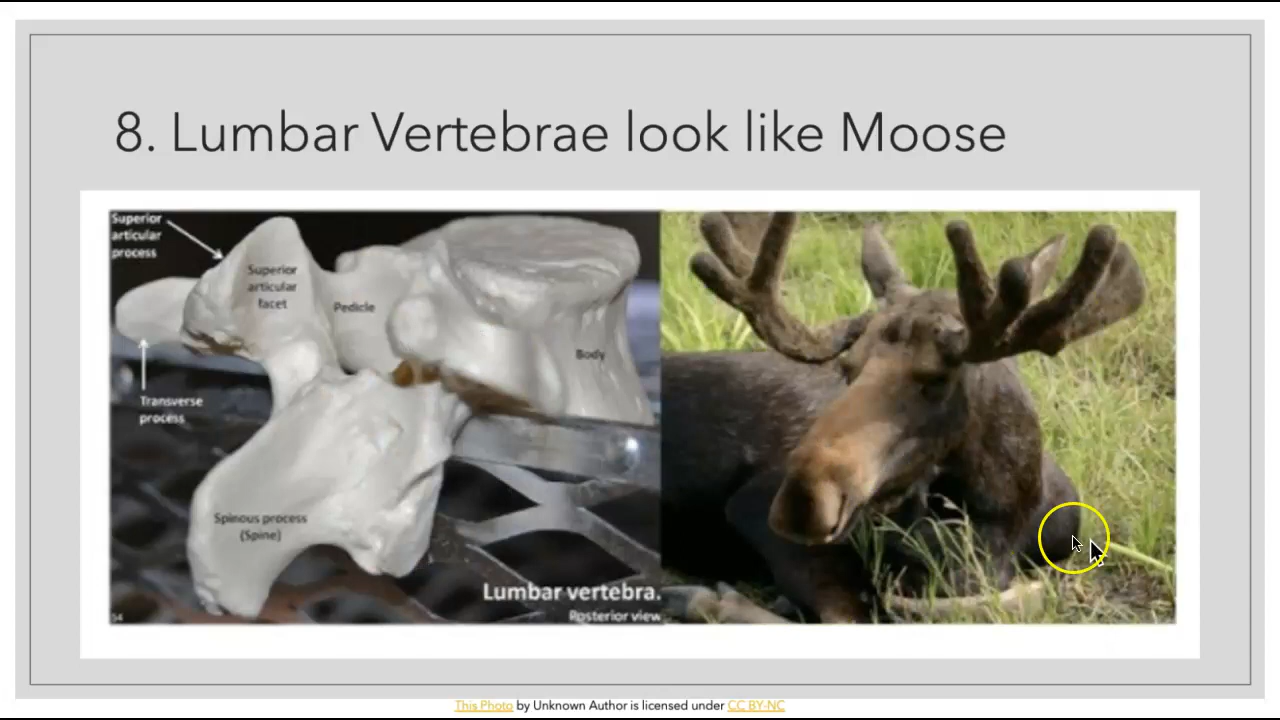 8. Lumbar Vertebrae look like Moose
Superior
articular
process
Superior
articular
facet
Pedicle
Body
Transverse
process
Spinous process
(Spine)
Lumbar vertebra.
Posterior view
54
This Photo by Unknown Author is licensed under CC BY-NC